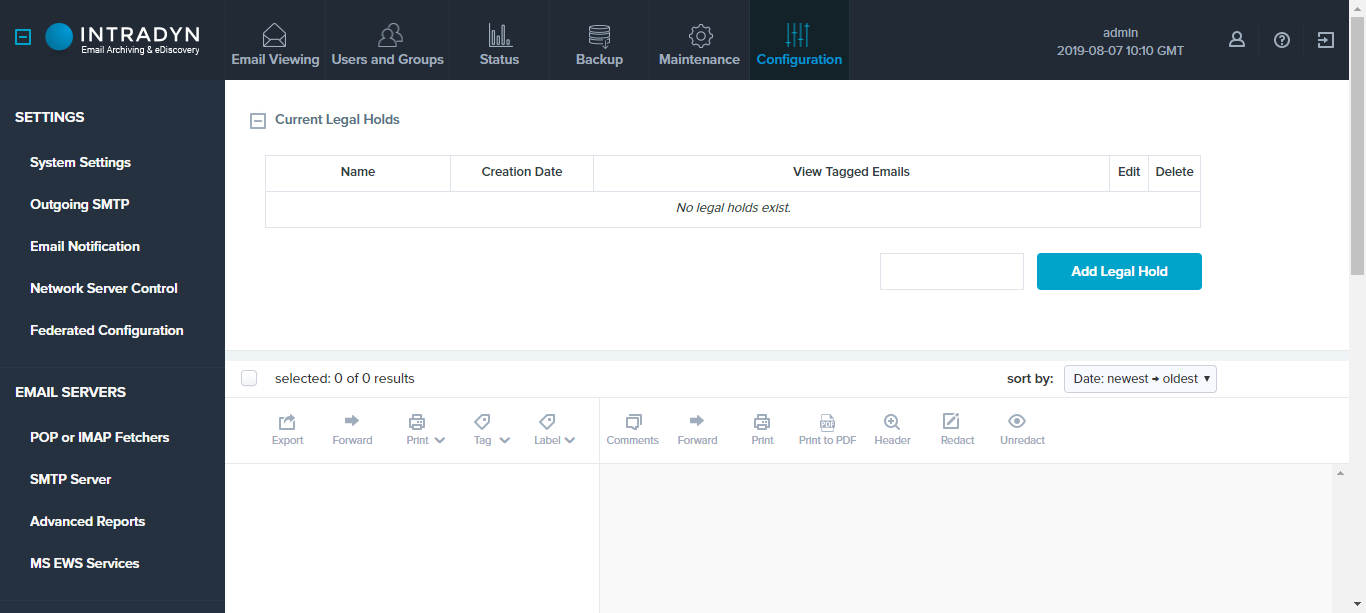 INTRADYN
Email Archiving & eDiscovery
Email Viewing
Users and Groups
Status
Backup
Maintenance
Configuration
admin
2019-08-07 10:10 GMT
SETTINGS
System Settings
Outgoing SMTP
Email Notification
Network Server Control
Federated Configuration
EMAIL SERVERS
POP or IMAP Fetchers
SMTP Server
Advanced Reports
MS EWS Services
Current Legal Holds
Name Creation Date View Tagged Emails Edit Delete
No legal holds exist.
Add Legal Hold
selected: 0 of 0 results
sort by: Date: newest → oldest
Export Forward Print Tag Label
Comments Forward Print Print to PDF Header Redact Unredact